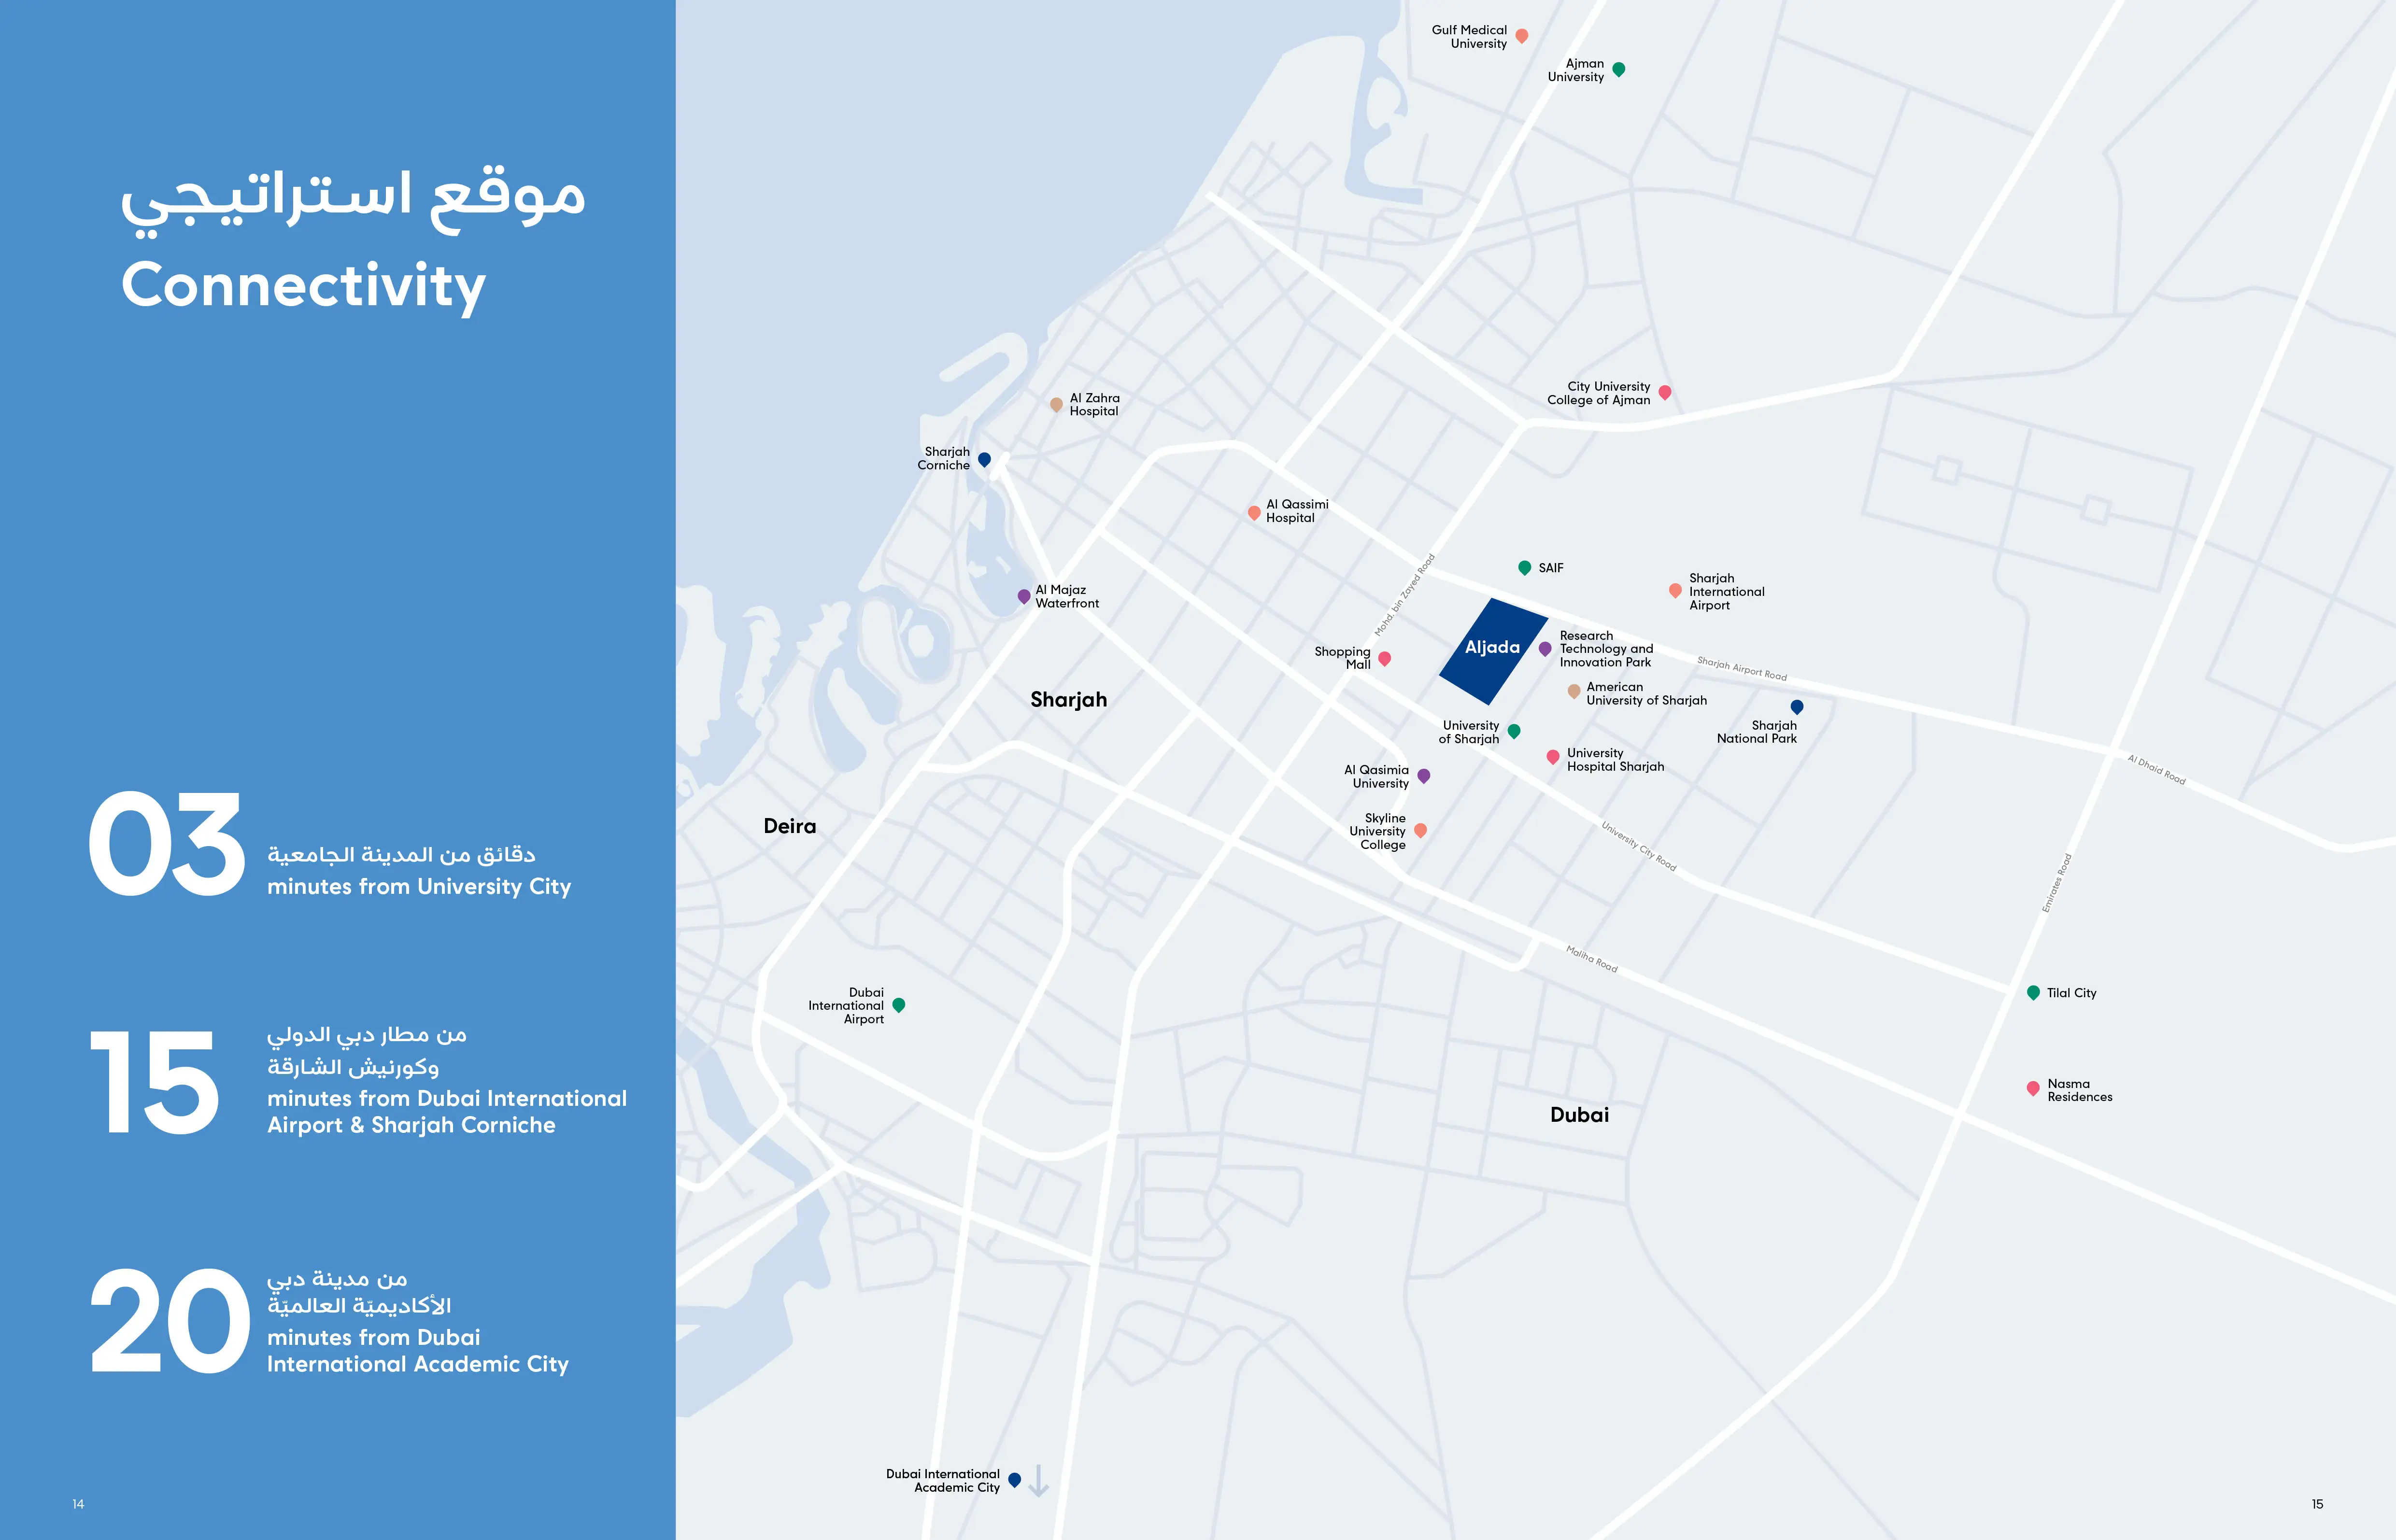 موقع استراتيجي
Connectivity
03
دقائق من المدينة الجامعية
minutes from University City
15
من مطار دبي الدولي
وكورنيش الشارقة
minutes from Dubai International
Airport & Sharjah Corniche
20
من مدينة دبي
الأكاديميّة العالميّة
minutes from Dubai
International Academic City
14
Gulf Medical
University
Ajman
University
City University
College of Ajman
Al Zahra
Hospital
Sharjah
Corniche
Al Qassimi
Hospital
Mohd. bin Zayed Road
SAIF
Sharjah
International
Airport
Al Majaz
Waterfront
Shopping
Mall
Aljada
Research
Technology and
Innovation Park
Sharjah Airport Road
American
University of Sharjah
Sharjah
University
of Sharjah
Sharjah
National Park
University
Hospital Sharjah
Al Qasimia
University
Al Dhaid Road
Deira
Skyline
University
College
University City Road
Emirates Road
Maliha Road
Dubai
International
Airport
Tilal City
Nasma
Residences
Dubai
Dubai International
Academic City
15